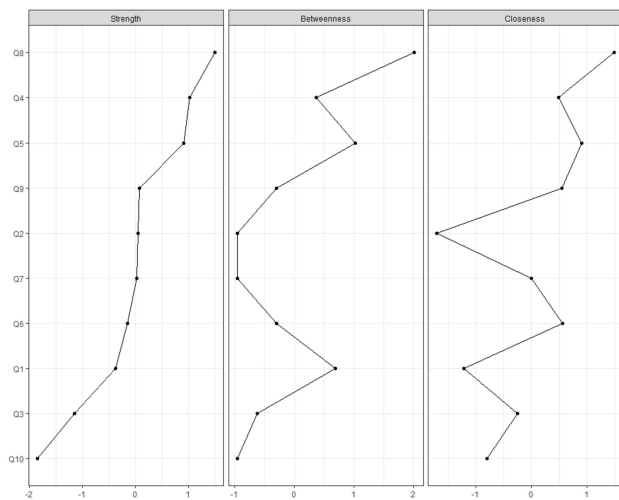 Strength Betweenness Closeness
Q8
Q4
Q5
Q9
Q2
Q7
Q6
Q1
Q3
Q10
-2 -1 0 1 -1 0 1 2 -1 0 1